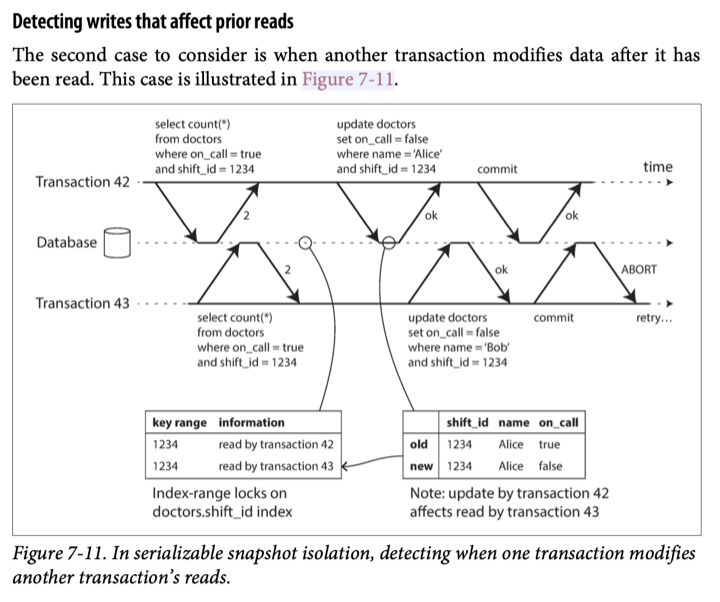 Detecting writes that affect prior reads
The second case to consider is when another transaction modifies data after it has
been read. This case is illustrated in Figure 7-11.
select count(*)
from doctors
where on_call = true
and shift_id = 1234
update doctors
set on_call = false
where name = 'Alice'
and shift_id = 1234
commit
time
Transaction 42
2
ok
ok
Database
2
ok
ABORT
Transaction 43
select count(*)
from doctors
where on_call = true
and shift_id = 1234
update doctors
set on_call = false
where name = 'Bob'
and shift_id = 1234
commit
retry...
key range information
1234 read by transaction 42
1234 read by transaction 43
Index-range locks on
doctors.shift_id index
shift_id name on_call
old 1234 Alice true
new 1234 Alice false
Note: update by transaction 42
affects read by transaction 43
Figure 7-11. In serializable snapshot isolation, detecting when one transaction modifies
another transaction's reads.